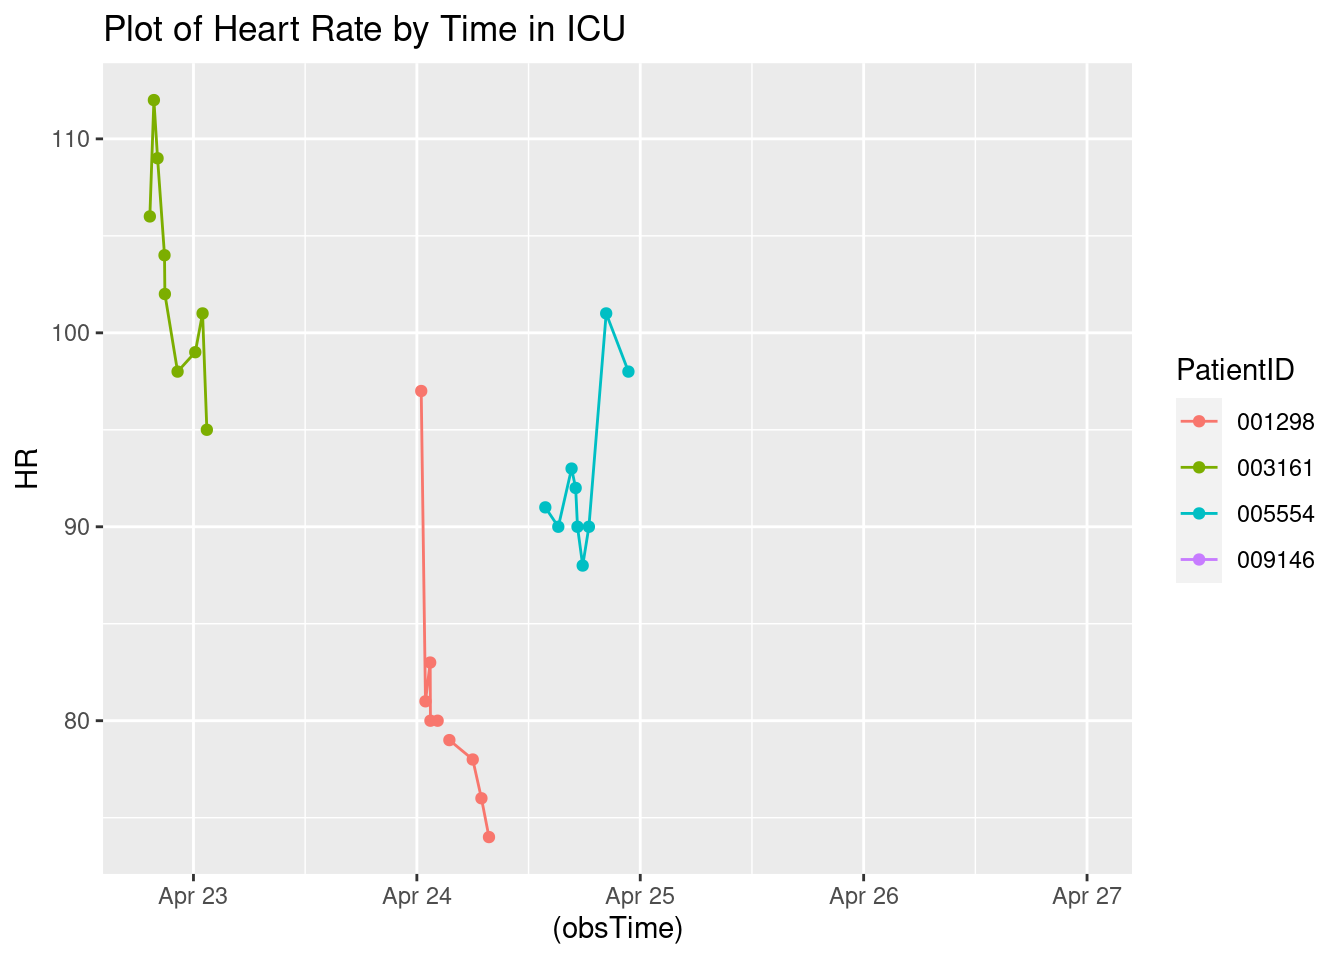 Plot of Heart Rate by Time in ICU
110
100
90
80
HR
Apr 23
Apr 24
Apr 25
Apr 26
Apr 27
(obsTime)
PatientID
001298
003161
005554
009146